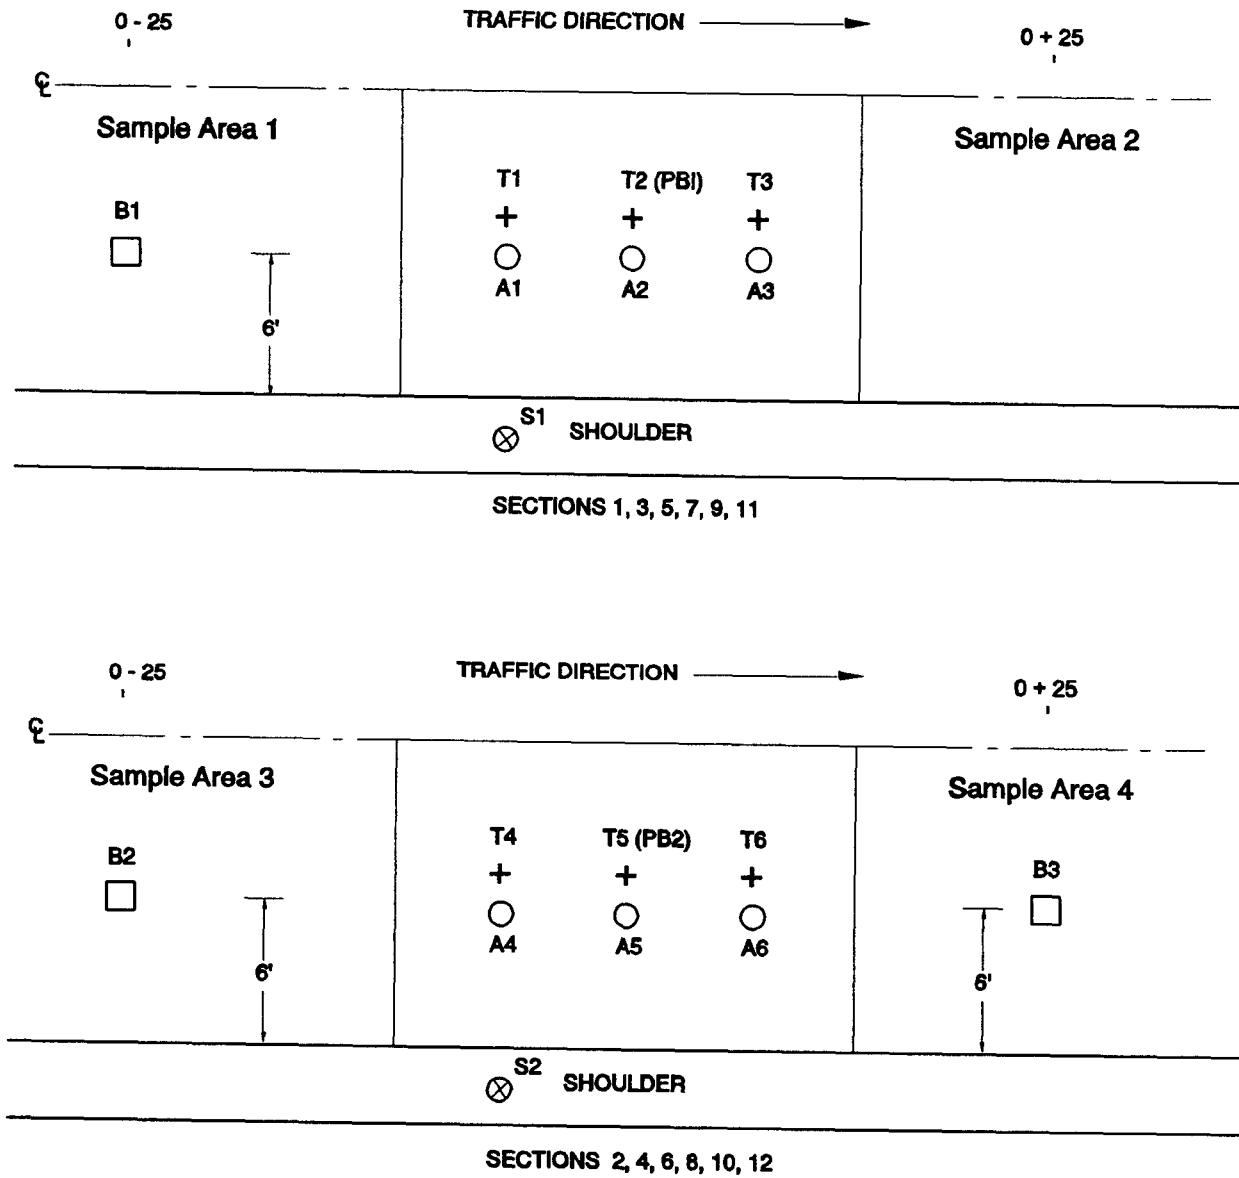 0 - 25
TRAFFIC DIRECTION
0 + 25
℄
Sample Area 1
Sample Area 2
T1
T2 (PBI)
T3
B1
A1
A2
A3
6'
S1
SHOULDER
SECTIONS 1, 3, 5, 7, 9, 11
0 - 25
TRAFFIC DIRECTION
0 + 25
℄
Sample Area 3
Sample Area 4
T4
T5 (PB2)
T6
B2
B3
A4
A5
A6
6'
6'
S2
SHOULDER
SECTIONS 2, 4, 6, 8, 10, 12